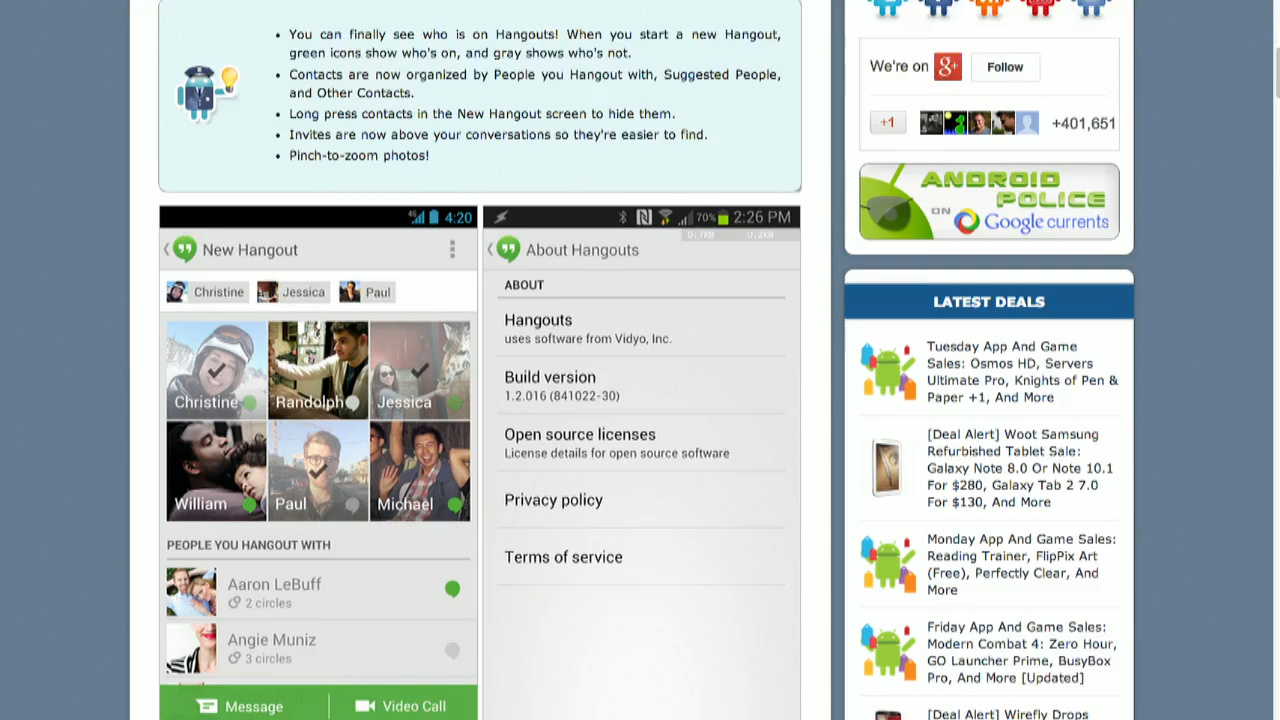 You can finally see who is on Hangouts! When you start a new Hangout,
green icons show who's on, and gray shows who's not.
Contacts are now organized by People you Hangout with, Suggested People,
and Other Contacts.
Long press contacts in the New Hangout screen to hide them.
Invites are now above your conversations so they're easier to find.
Pinch-to-zoom photos!
4G 4:20
New Hangout
Christine Jessica Paul
Christine Randolph Jessica
William Paul Michael
PEOPLE YOU HANGOUT WITH
Aaron LeBuff
2 circles
Angie Muniz
3 circles
Message Video Call
70% 2:26 PM
About Hangouts
ABOUT
Hangouts
uses software from Vidyo, Inc.
Build version
1.2.016 (841022-30)
Open source licenses
License details for open source software
Privacy policy
Terms of service
We're on g+ Follow
+1 +401,651
ANDROID
POLICE
ON Google currents
LATEST DEALS
Tuesday App And Game
Sales: Osmos HD, Servers
Ultimate Pro, Knights of Pen &
Paper +1, And More
[Deal Alert] Woot Samsung
Refurbished Tablet Sale:
Galaxy Note 8.0 Or Note 10.1
For $280, Galaxy Tab 2 7.0
For $130, And More
Monday App And Game Sales:
Reading Trainer, FlipPix Art
(Free), Perfectly Clear, And
More
Friday App And Game Sales:
Modern Combat 4: Zero Hour,
GO Launcher Prime, BusyBox
Pro, And More [Updated]
[Deal Alert] Wirefly Drops